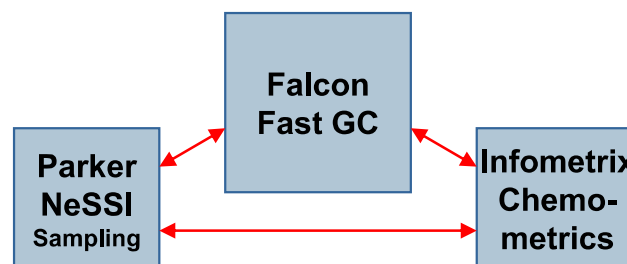 Falcon
Fast GC
Parker
NeSSI
Sampling
Infometrix
Chemo-
metrics